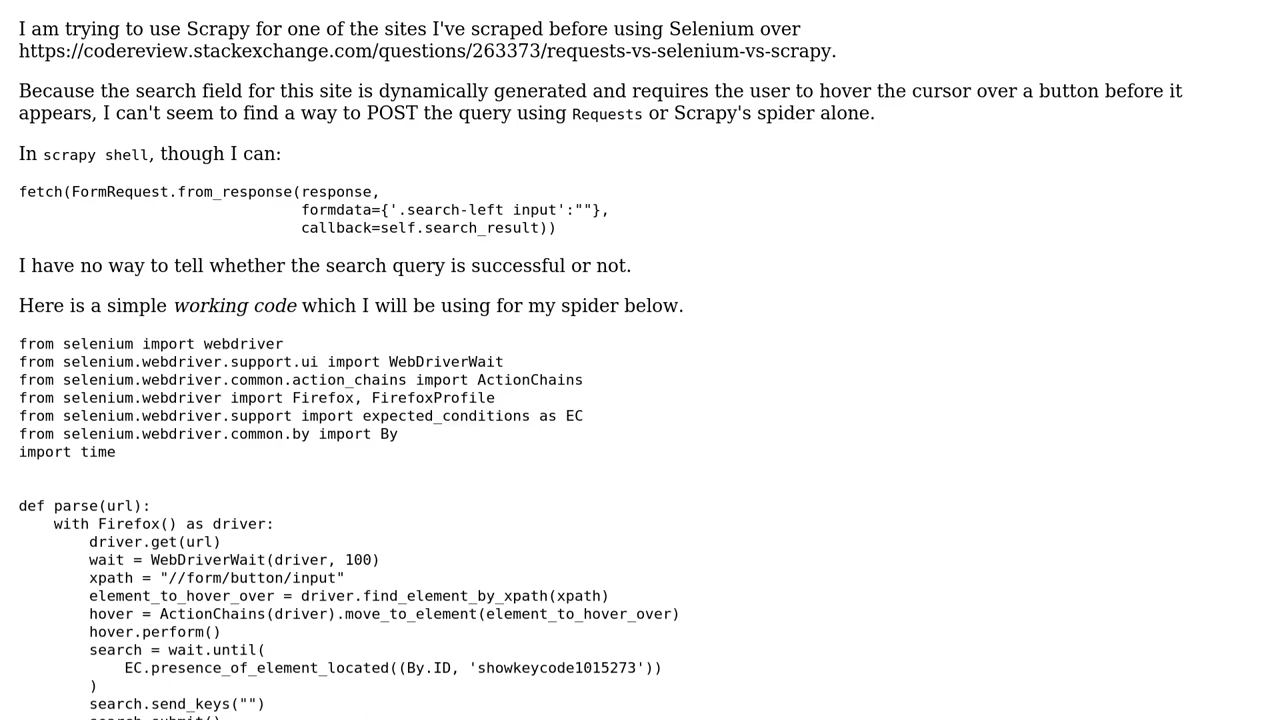 I am trying to use Scrapy for one of the sites I've scraped before using Selenium over
https://codereview.stackexchange.com/questions/263373/requests-vs-selenium-vs-scrapy.
Because the search field for this site is dynamically generated and requires the user to hover the cursor over a button before it
appears, I can't seem to find a way to POST the query using Requests or Scrapy's spider alone.
In scrapy shell, though I can:
fetch(FormRequest.from_response(response,
                                formdata={'.search-left input':""},
                                callback=self.search_result))
I have no way to tell whether the search query is successful or not.
Here is a simple working code which I will be using for my spider below.
from selenium import webdriver
from selenium.webdriver.support.ui import WebDriverWait
from selenium.webdriver.common.action_chains import ActionChains
from selenium.webdriver import Firefox, FirefoxProfile
from selenium.webdriver.support import expected_conditions as EC
from selenium.webdriver.common.by import By
import time
def parse(url):
    with Firefox() as driver:
        driver.get(url)
        wait = WebDriverWait(driver, 100)
        xpath = "//form/button/input"
        element_to_hover_over = driver.find_element_by_xpath(xpath)
        hover = ActionChains(driver).move_to_element(element_to_hover_over)
        hover.perform()
        search = wait.until(
            EC.presence_of_element_located((By.ID, 'showkeycode1015273'))
        )
        search.send_keys("")
        search.submit()